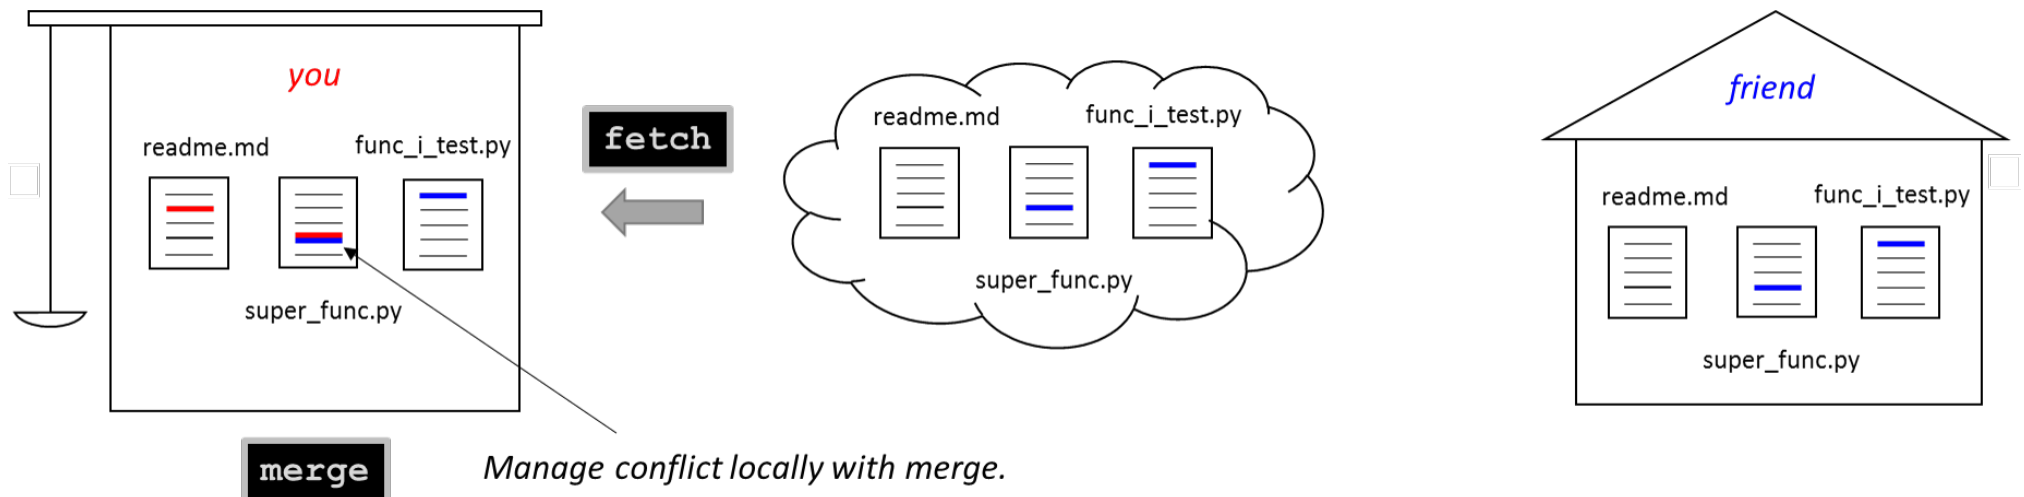 you
readme.md
func_i_test.py
super_func.py
merge
fetch
readme.md
func_i_test.py
super_func.py
Manage conflict locally with merge.
friend
readme.md
func_i_test.py
super_func.py